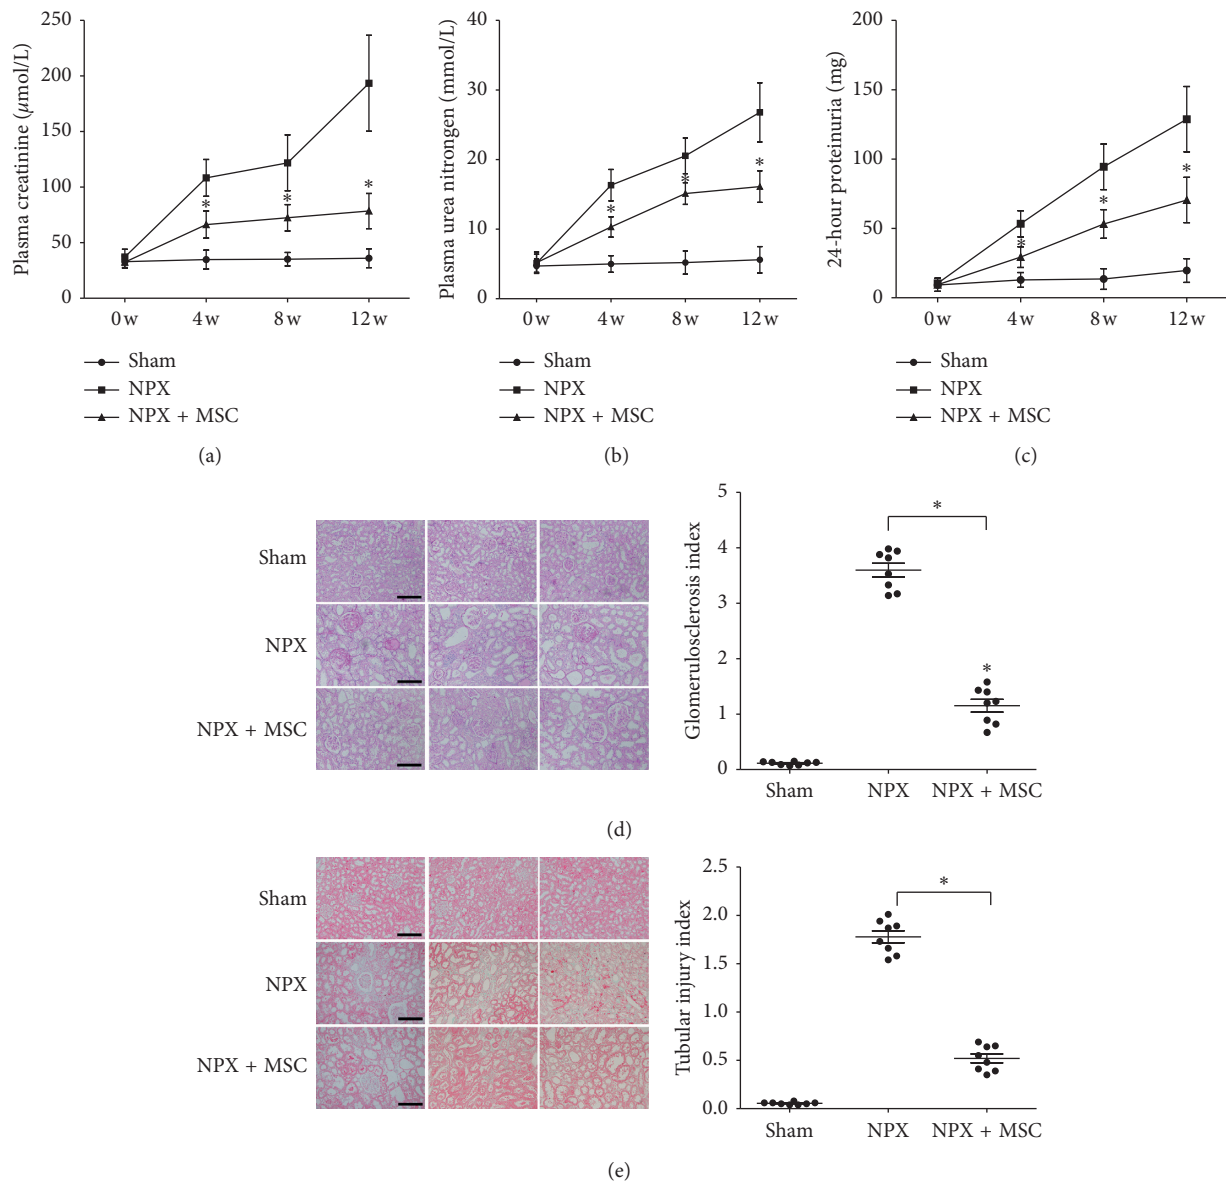 Plasma creatinine (μmol/L)
250
200
150
100
50
0
0 w 4 w 8 w 12 w
* * *
Sham
NPX
NPX + MSC
(a)
Plasma urea nitrongen (mmol/L)
40
30
20
10
0
0 w 4 w 8 w 12 w
* * *
Sham
NPX
NPX + MSC
(b)
24-hour proteinuria (mg)
200
150
100
50
0
0 w 4 w 8 w 12 w
* * *
Sham
NPX
NPX + MSC
(c)
Sham
NPX
NPX + MSC
Glomerulosclerosis index
5
4
3
2
1
0
*
*
Sham NPX NPX + MSC
(d)
Sham
NPX
NPX + MSC
Tubular injury index
2.5
2.0
1.5
1.0
0.5
0.0
*
Sham NPX NPX + MSC
(e)